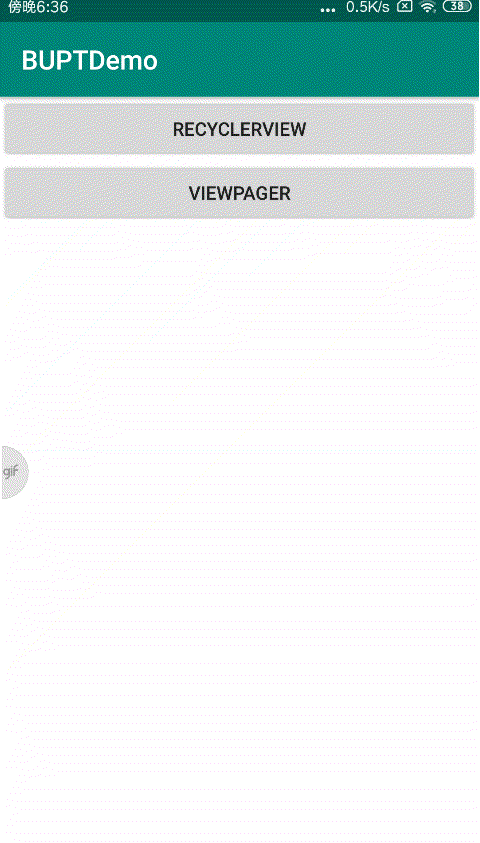 傍晚6:36 ... 0.5K/s 38
BUPTDemo
RECYCLERVIEW
VIEWPAGER
gif